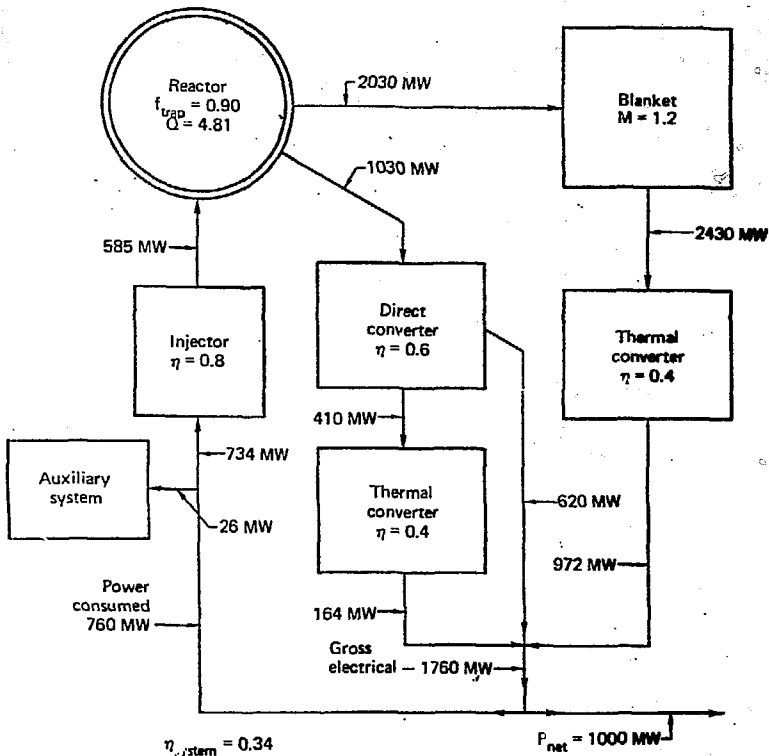 Reactor
f_trap = 0.90
Q = 4.81
2030 MW
Blanket
M = 1.2
1030 MW
585 MW
2430 MW
Injector
η = 0.8
Direct
converter
η = 0.6
Thermal
converter
η = 0.4
410 MW
734 MW
Auxiliary
system
26 MW
Thermal
converter
η = 0.4
620 MW
972 MW
Power
consumed
760 MW
164 MW
Gross
electrical – 1760 MW
η = 0.34
P_net = 1000 MW